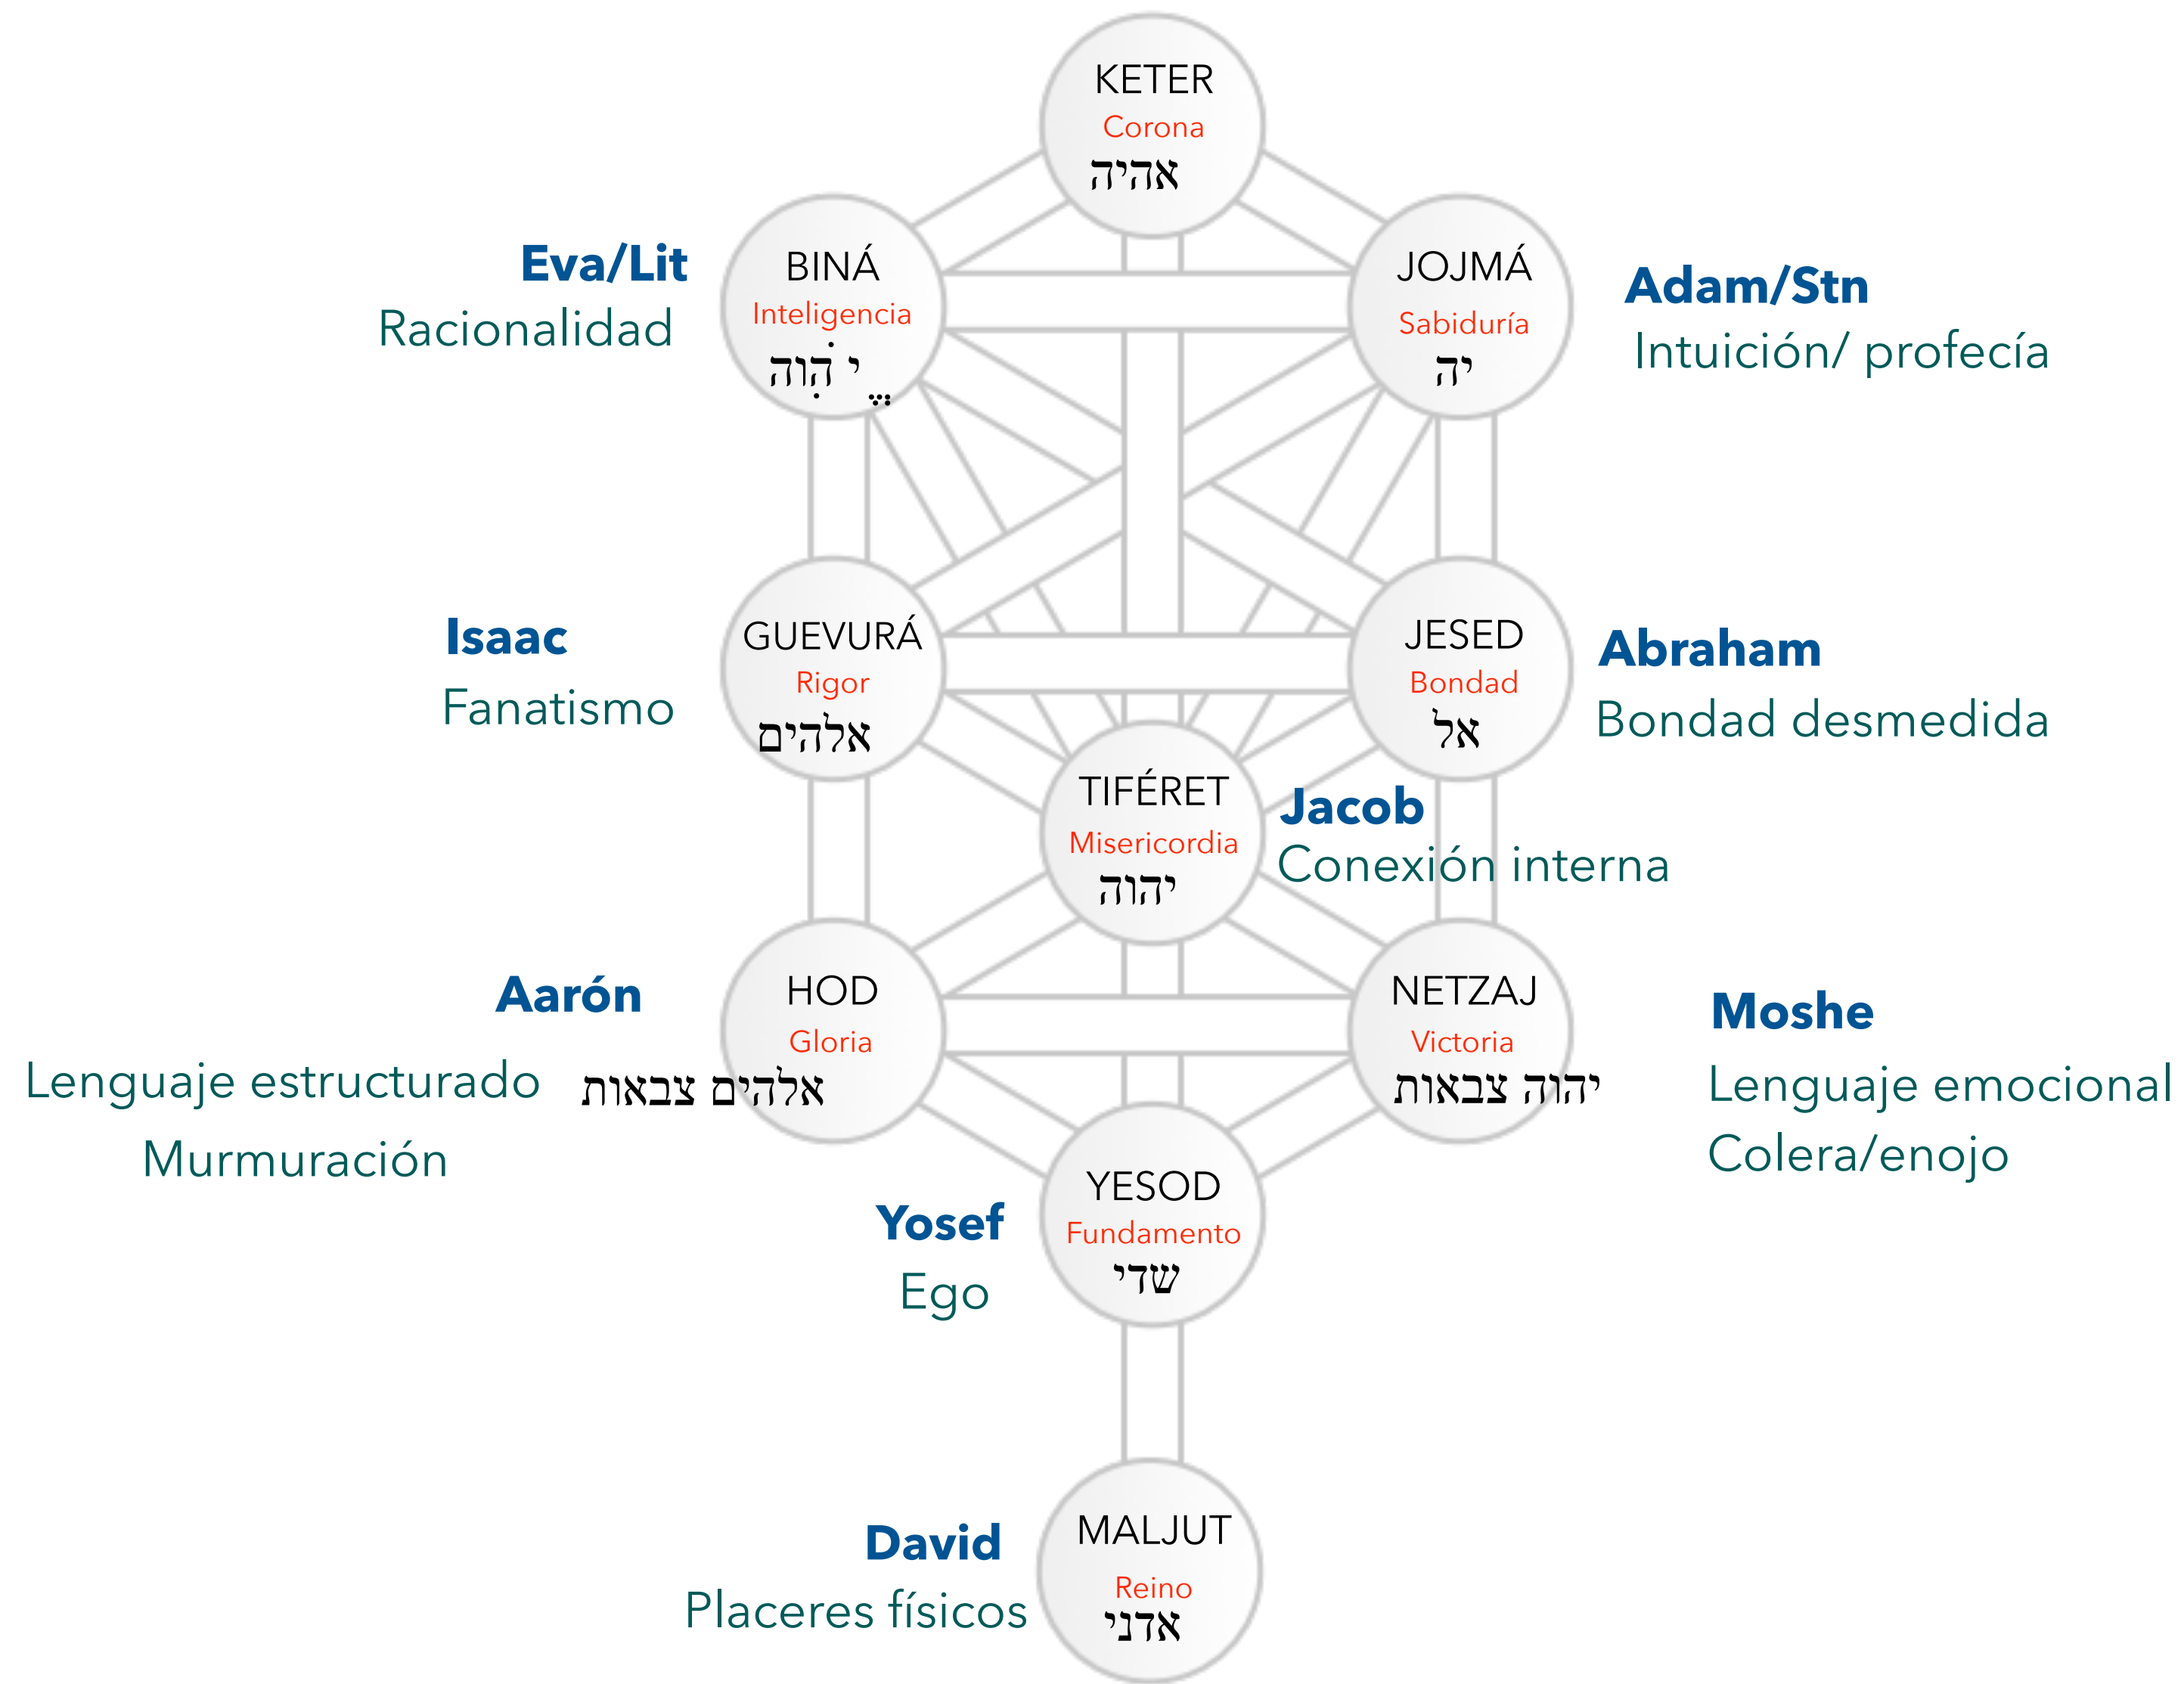 KETER
Corona
אהיה
Eva/Lit
Racionalidad
BINÁ
Inteligencia
יֱהֹוִה
JOJMÁ
Sabiduría
יה
Adam/Stn
Intuición/ profecía
Isaac
Fanatismo
GUEVURÁ
Rigor
אלהים
JESED
Bondad
אל
Abraham
Bondad desmedida
TIFÉRET
Misericordia
יהוה
Jacob
Conexión interna
Aarón
Lenguaje estructurado
Murmuración
HOD
Gloria
אלהים צבאות
NETZAJ
Victoria
יהוה צבאות
Moshe
Lenguaje emocional
Colera/enojo
Yosef
Ego
YESOD
Fundamento
שדי
David
Placeres físicos
MALJUT
Reino
אדני